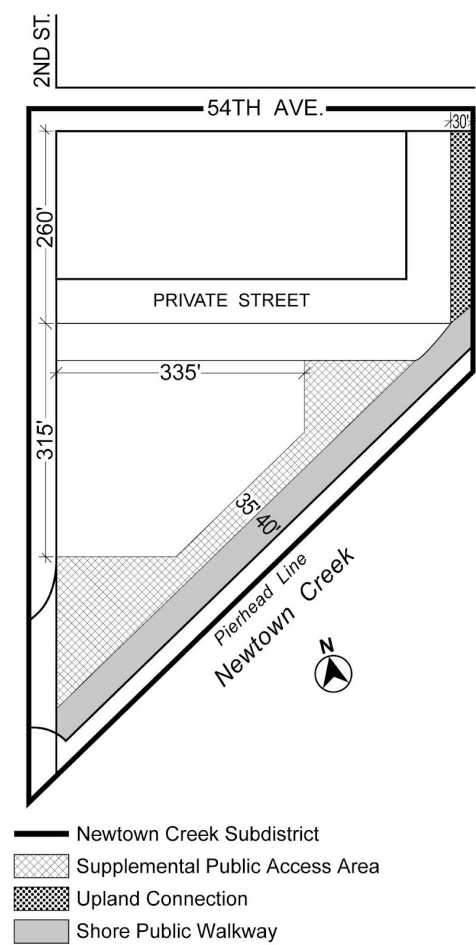 2ND ST.
54TH AVE.
30'
260'
PRIVATE STREET
335'
315'
35'
40'
Pierhead Line
Newtown Creek
N
Newtown Creek Subdistrict
Supplemental Public Access Area
Upland Connection
Shore Public Walkway